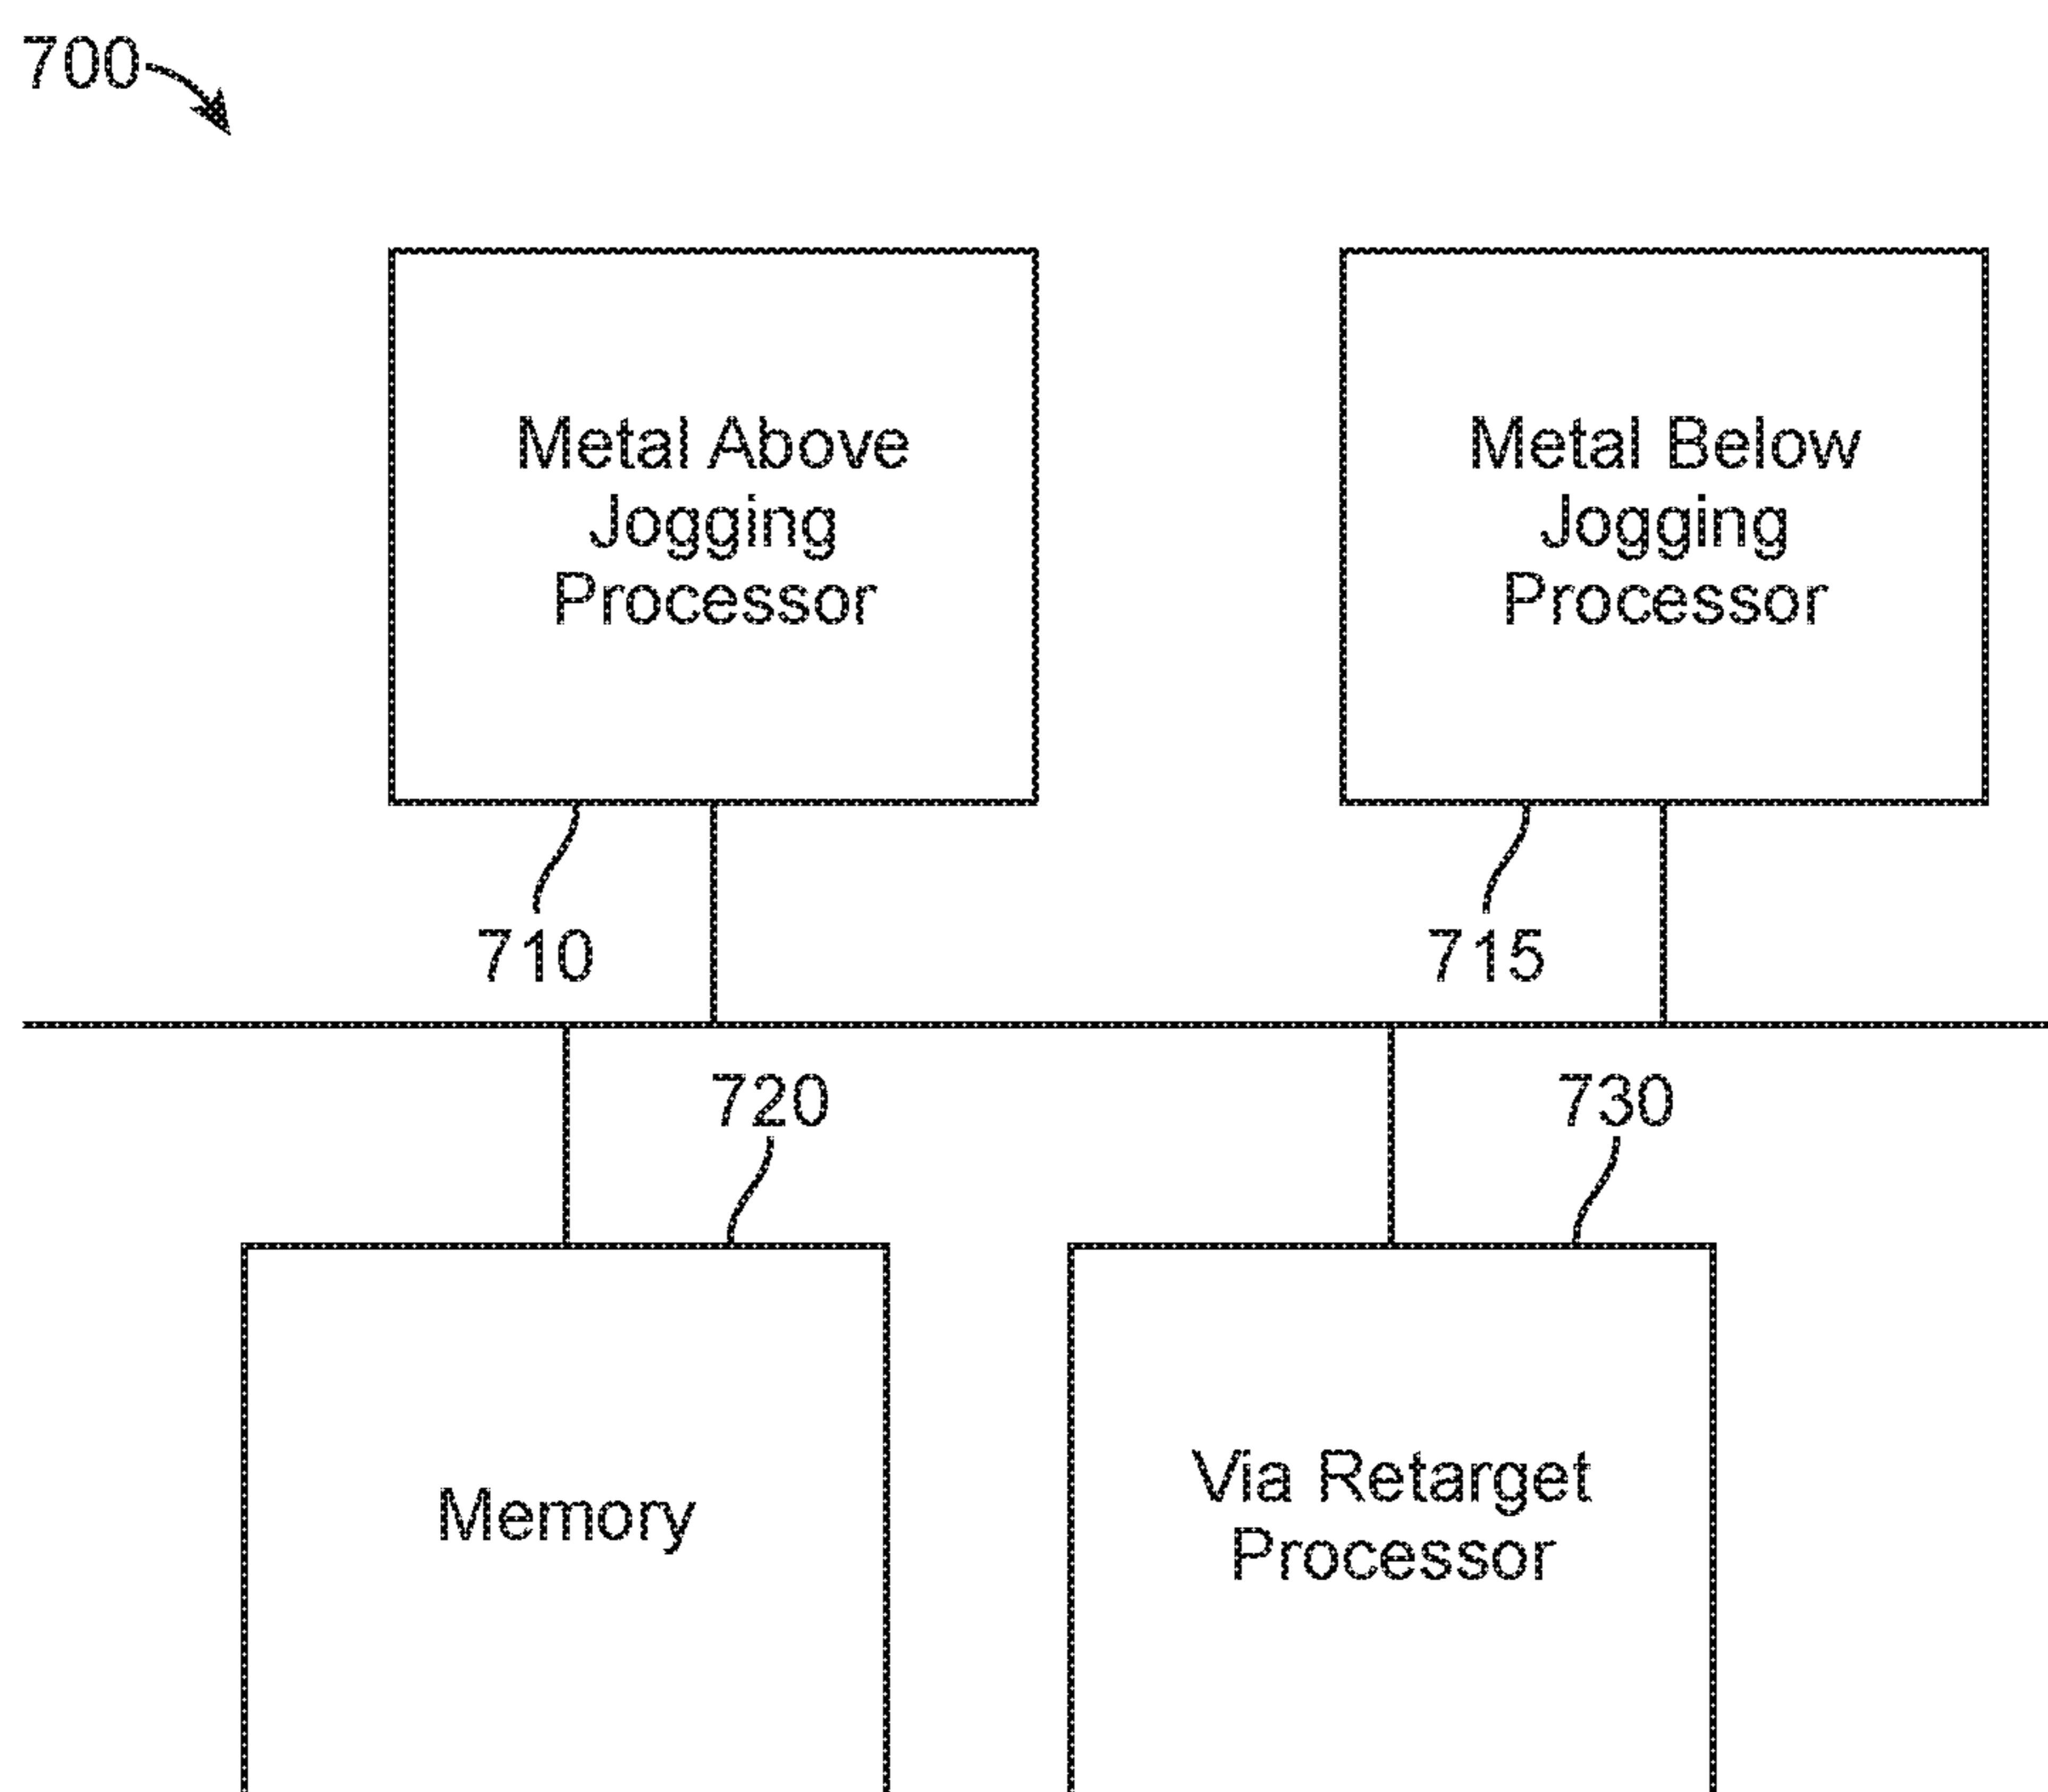 700
Metal Above
Jogging
Processor
Metal Below
Jogging
Processor
710
715
720
730
Memory
Via Retarget
Processor